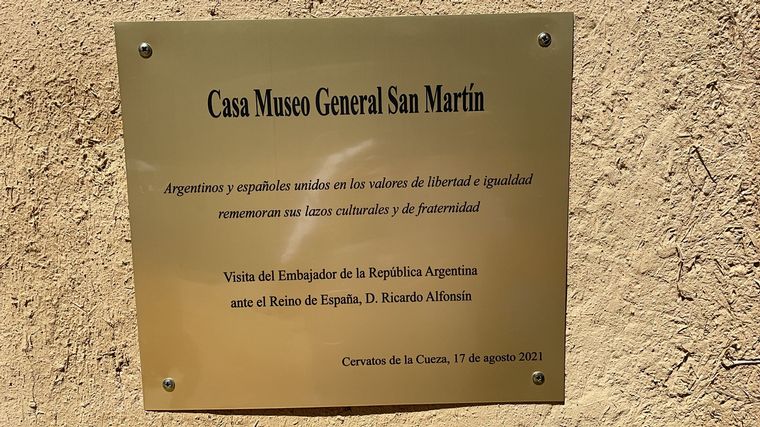 Casa Museo General San Martín
Argentinos y españoles unidos en los valores de libertad e igualdad
rememoran sus lazos culturales y de fraternidad
Visita del Embajador de la República Argentina
ante el Reino de España, D. Ricardo Alfonsín
Cervatos de la Cueza, 17 de agosto 2021